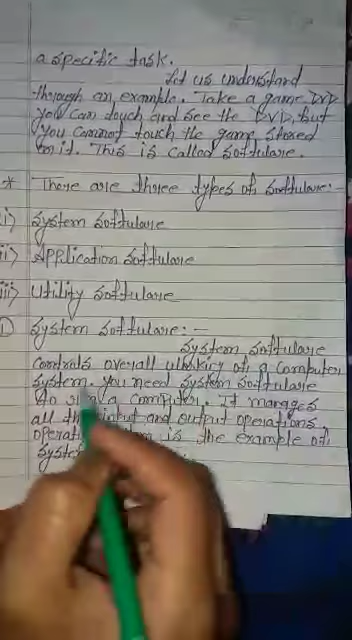 a specific task.
Let us understand
through an example. Take a game DVD
you can touch and see the DVD, but
you cannot touch the game stored
on it. This is called software.
* There are three types of software:-
i) System software
ii) Application software
iii) Utility software
① System software:-
System software
controls overall working of a computer
system. you need system software
to a computer. It manges
all the input and output operations.
is the example of